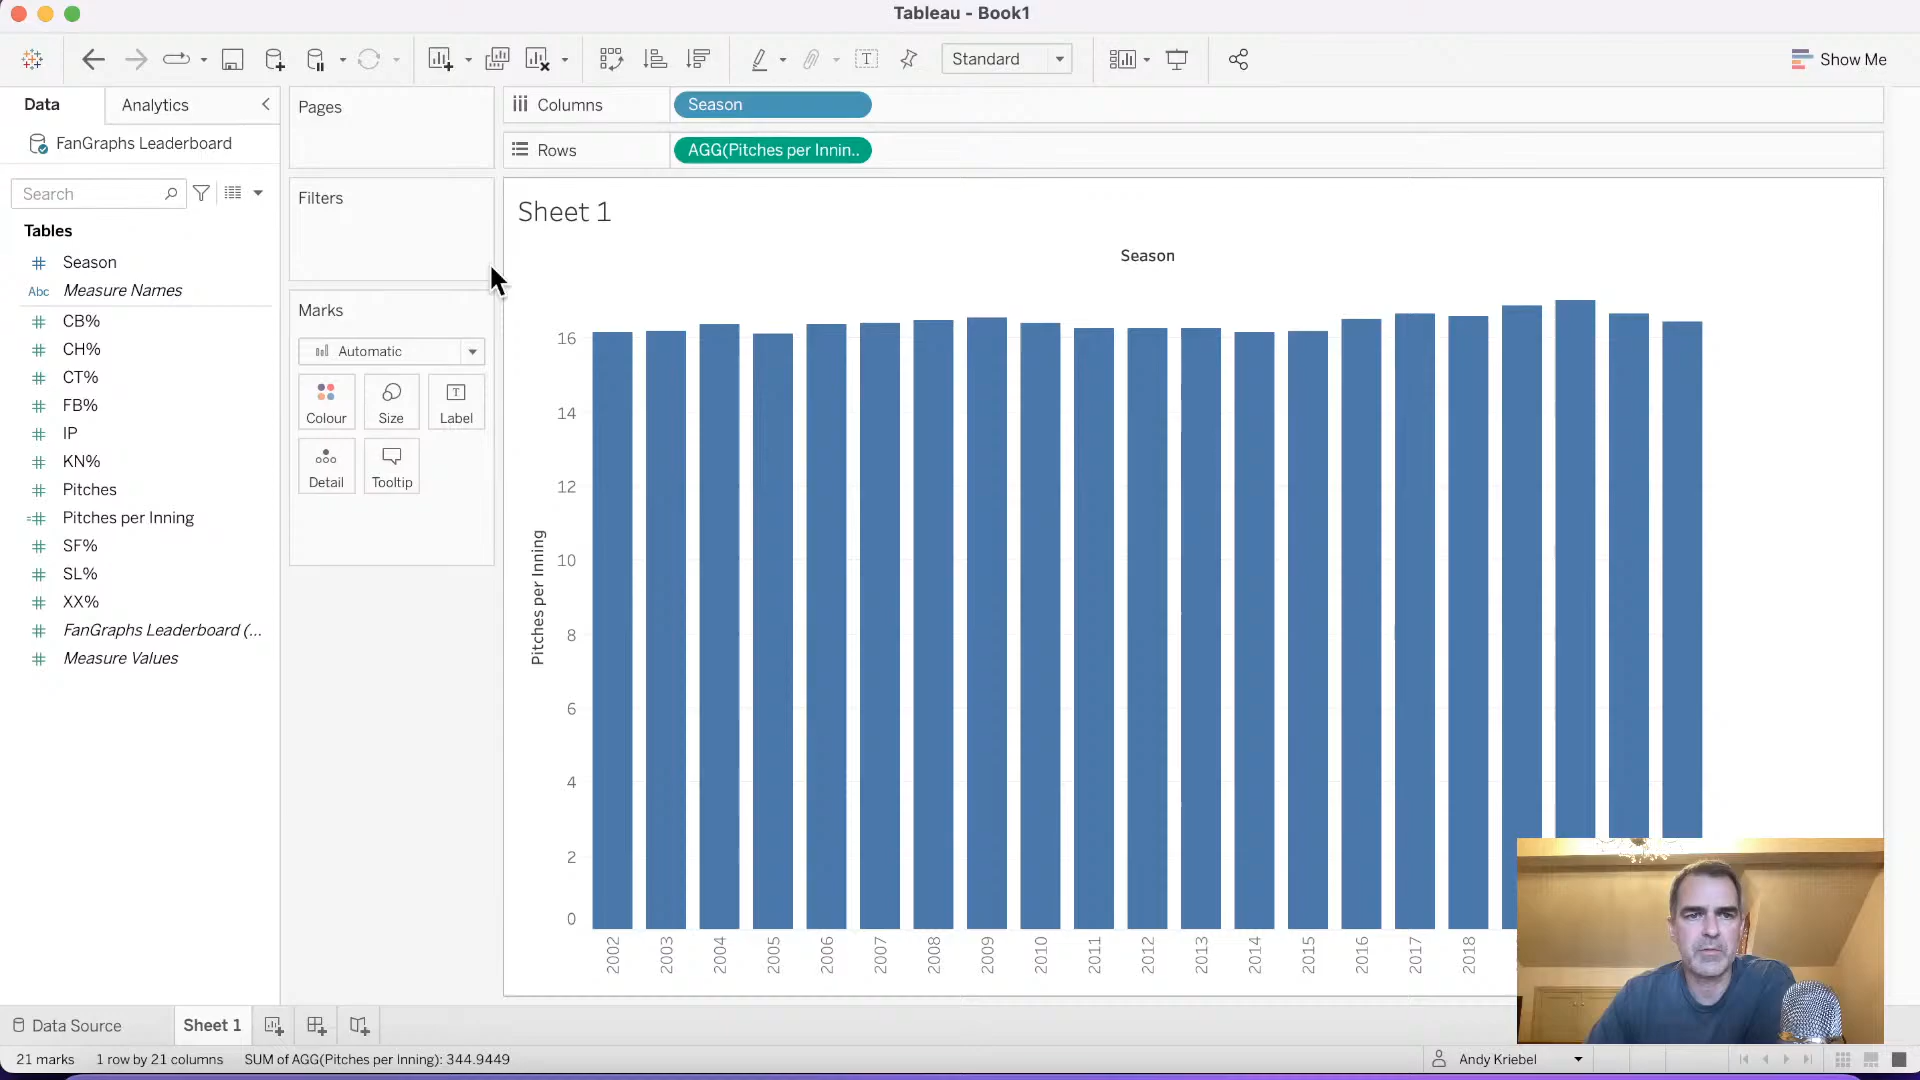 Tableau - Book1
Standard
Show Me
Data
Analytics
Pages
Columns
Season
FanGraphs Leaderboard
Rows
AGG(Pitches per Innin..
Search
Filters
Sheet 1
Tables
Season
Season
Abc
Measure Names
Marks
CB%
CH%
Automatic
CT%
FB%
Colour
Size
Label
IP
KN%
Detail
Tooltip
Pitches
Pitches per Inning
SF%
SL%
XX%
FanGraphs Leaderboard (...
Measure Values
Pitches per Inning
16
14
12
10
8
6
4
2
0
2002
2003
2004
2005
2006
2007
2008
2009
2010
2011
2012
2013
2014
2015
2016
2017
2018
Data Source
Sheet 1
21 marks
1 row by 21 columns
SUM of AGG(Pitches per Inning): 344.9449
Andy Kriebel